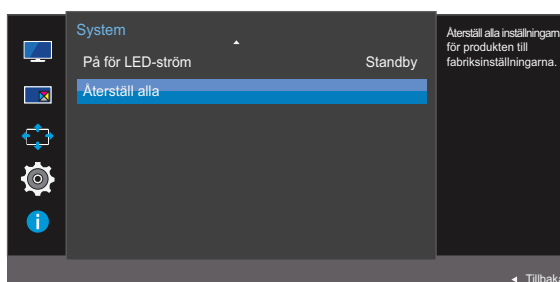 System
På för LED-ström Standby
Återställ alla
Återställ alla inställningarna
för produkten till
fabriksinställningarna.
Tillbaka